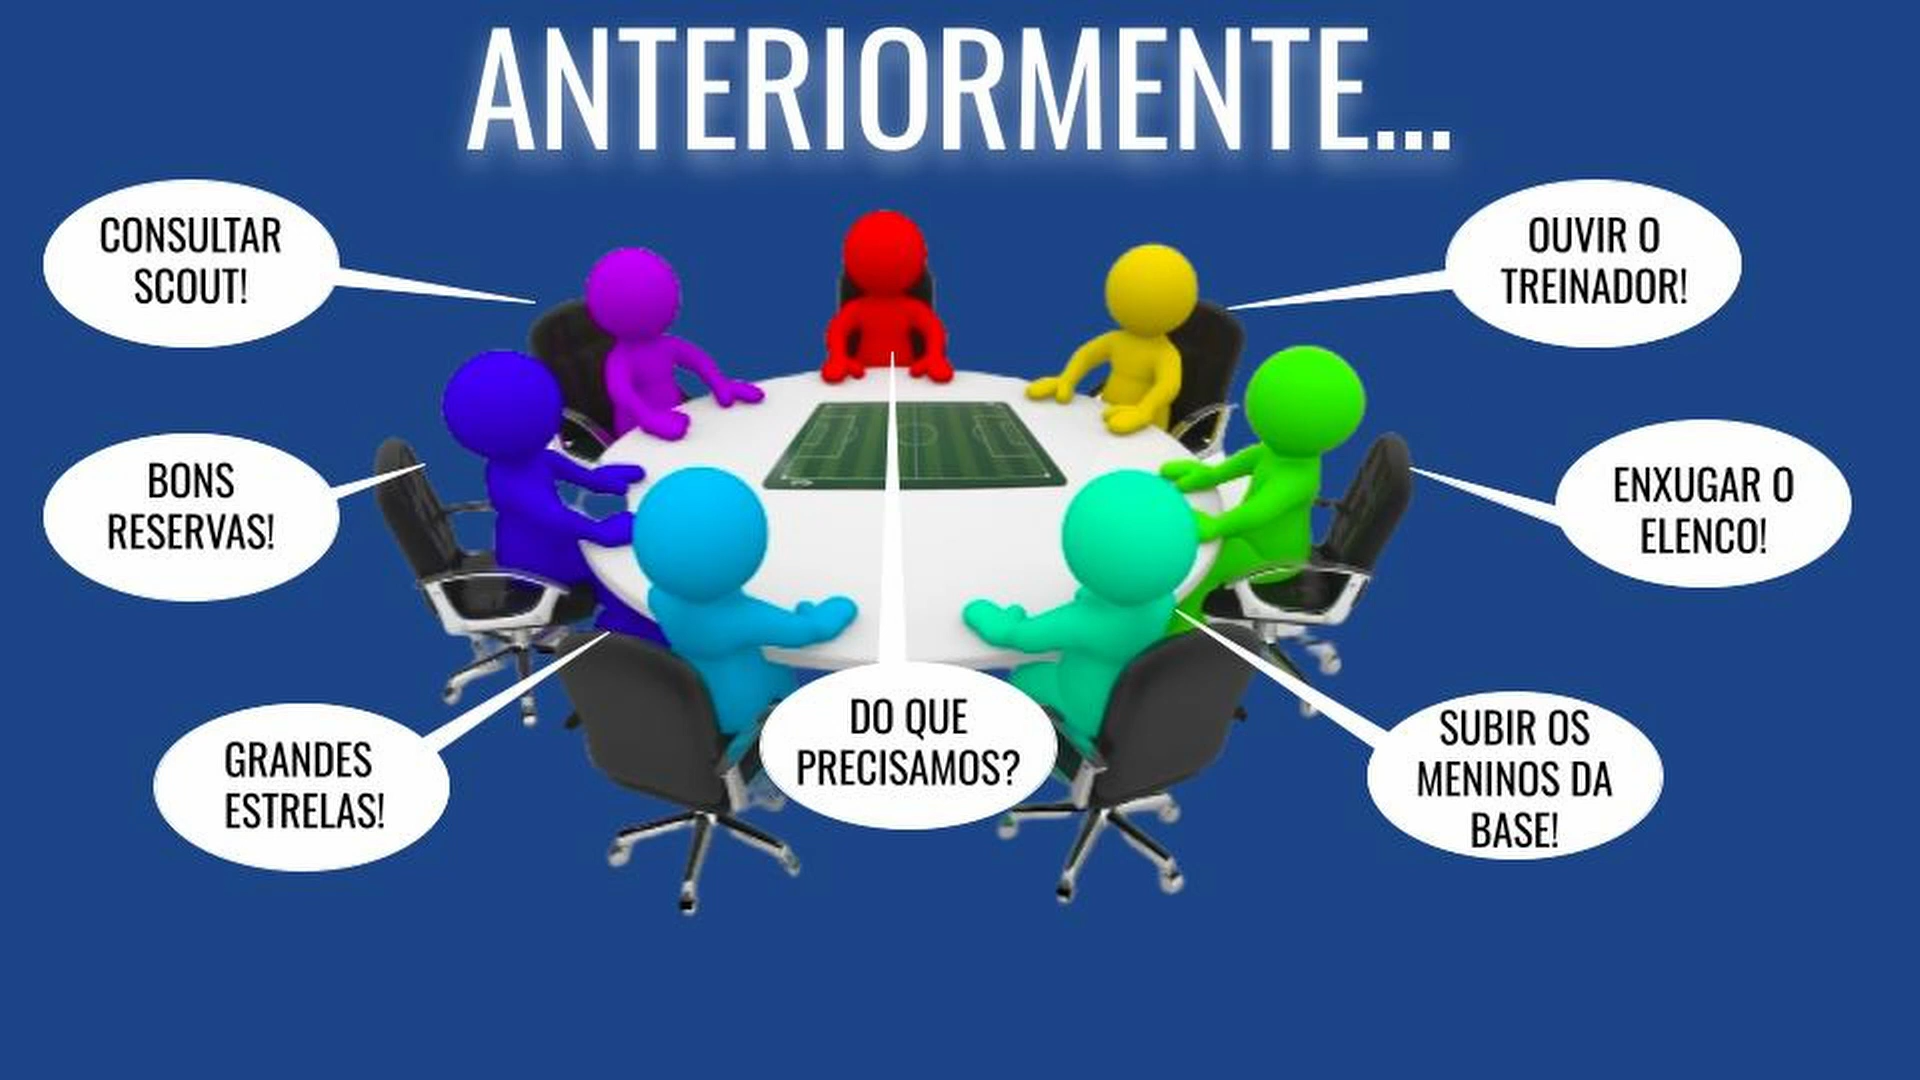 ANTERIORMENTE...
CONSULTAR
SCOUT!
OUVIR O
TREINADOR!
BONS
RESERVAS!
ENXUGAR O
ELENCO!
GRANDES
ESTRELAS!
DO QUE
PRECISAMOS?
SUBIR OS
MENINOS DA
BASE!